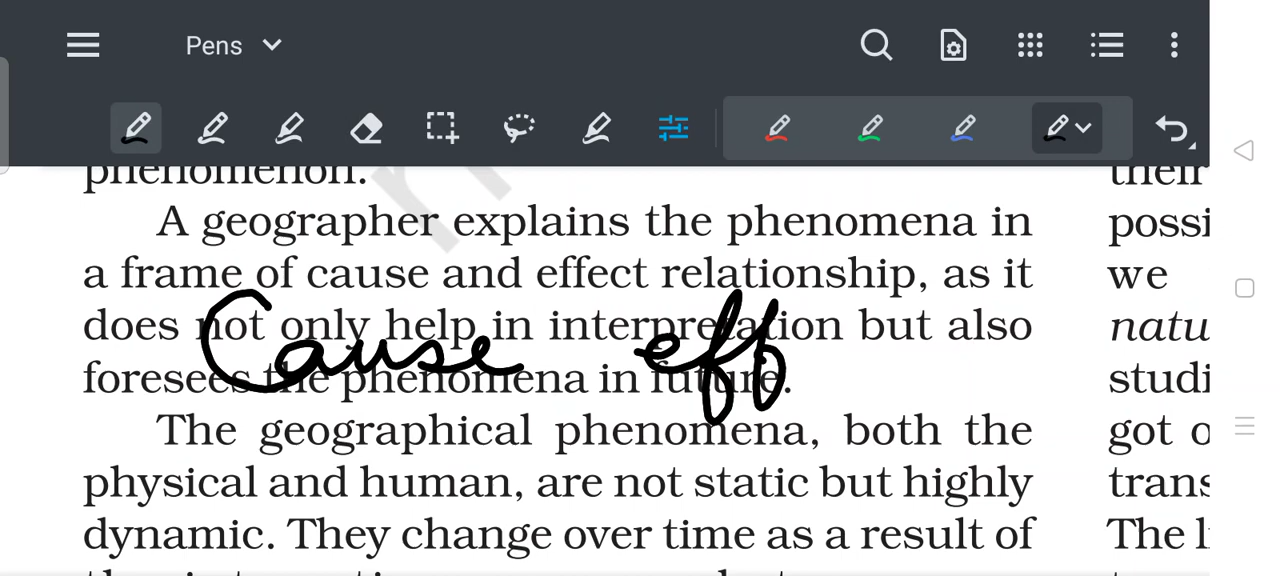 Pens
phenomenon.
A geographer explains the phenomena in
a frame of cause and effect relationship, as it
does not only help in interpretation but also
foresees the phenomena in future.
Cause eff
The geographical phenomena, both the
physical and human, are not static but highly
dynamic. They change over time as a result of
their
possi
we
natu
studi
got o
trans
The l